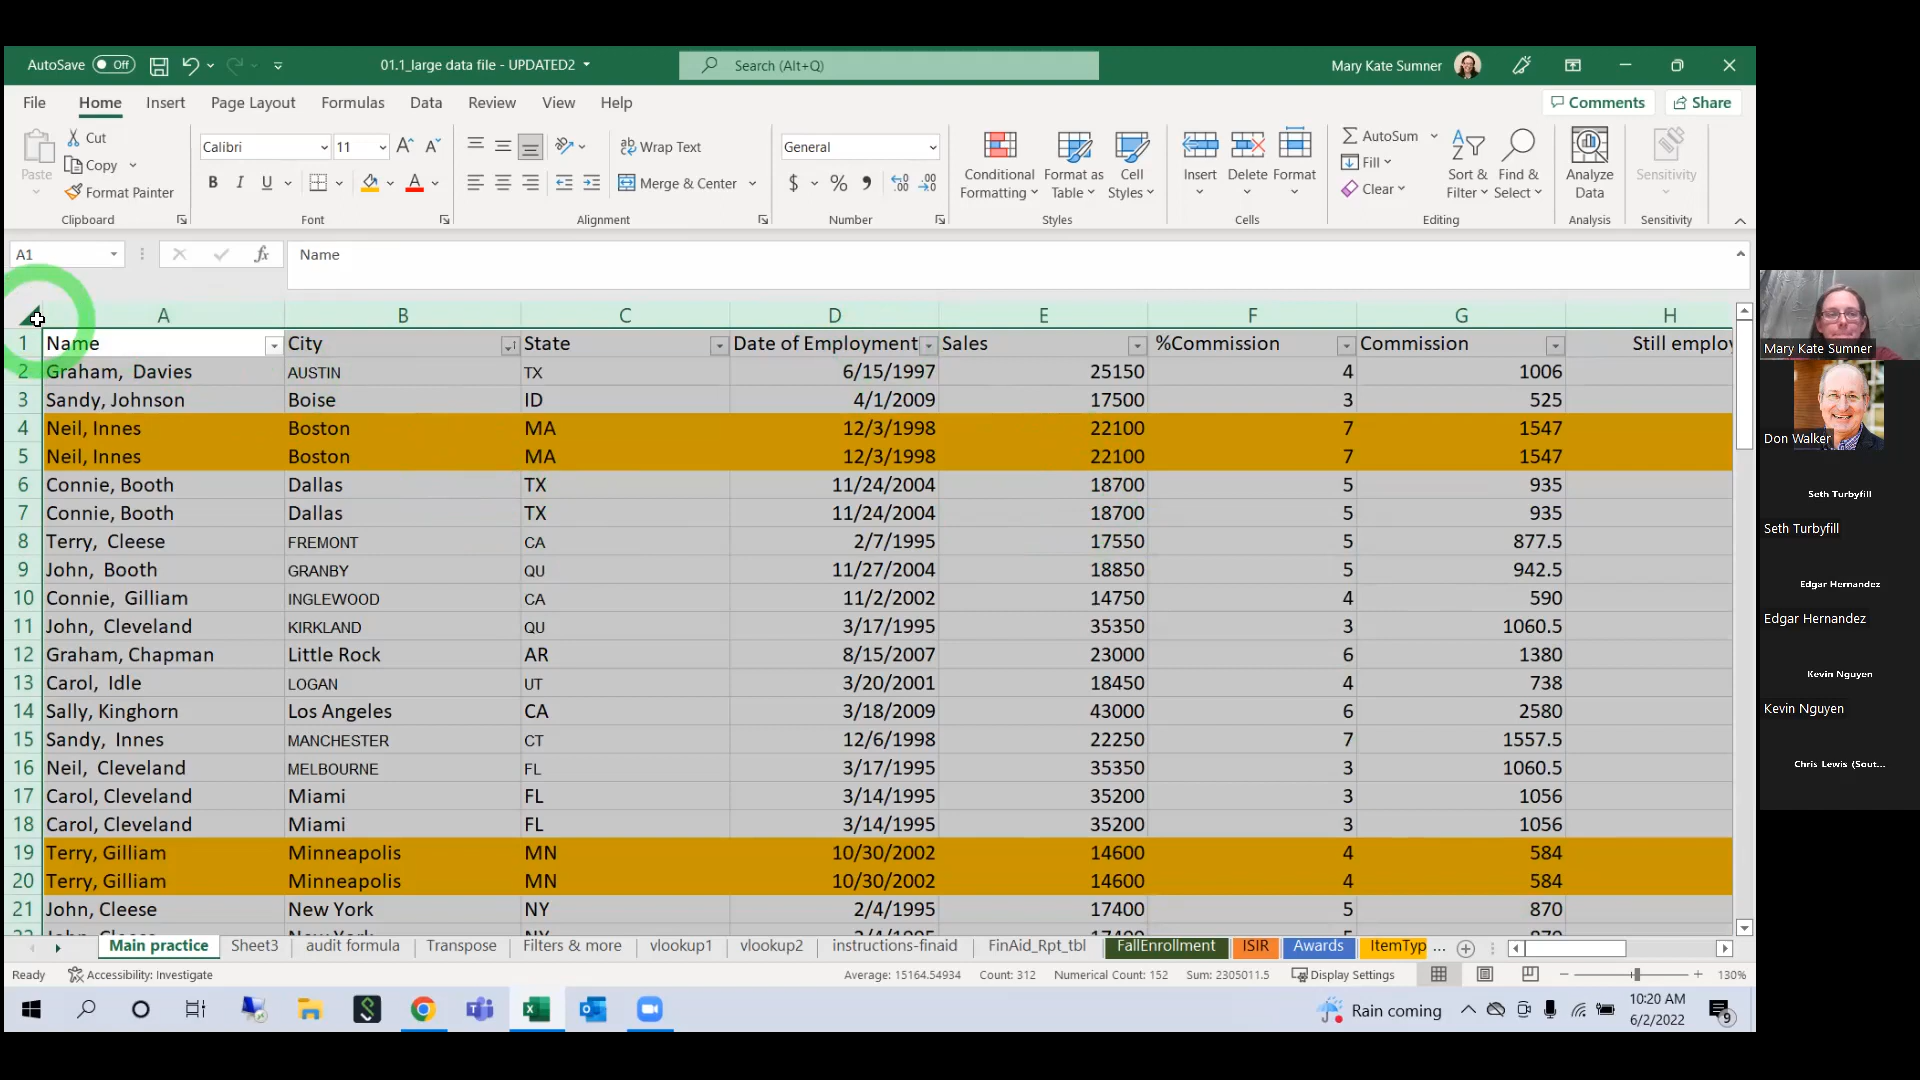 AutoSave Off 01.1_large data file - UPDATED2 Search (Alt+Q) Mary Kate Sumner
File Home Insert Page Layout Formulas Data Review View Help Comments Share
Paste Cut Copy Format Painter
Calibri 11
B I U A
Wrap Text
Merge & Center
General
$ % 9
Conditional Formatting Format as Table Cell Styles
Insert Delete Format
AutoSum
Fill
Clear
Sort & Filter Find & Select
Analyze Data
Sensitivity
Clipboard Font Alignment Number Styles Cells Editing Analysis Sensitivity
A1 fx Name
A B C D E F G H
1 Name City State Date of Employment Sales %Commission Commission Still employ
2 Graham, Davies AUSTIN TX 6/15/1997 25150 4 1006
3 Sandy, Johnson Boise ID 4/1/2009 17500 3 525
4 Neil, Innes Boston MA 12/3/1998 22100 7 1547
5 Neil, Innes Boston MA 12/3/1998 22100 7 1547
6 Connie, Booth Dallas TX 11/24/2004 18700 5 935
7 Connie, Booth Dallas TX 11/24/2004 18700 5 935
8 Terry, Cleese FREMONT CA 2/7/1995 17550 5 877.5
9 John, Booth GRANBY QU 11/27/2004 18850 5 942.5
10 Connie, Gilliam INGLEWOOD CA 11/2/2002 14750 4 590
11 John, Cleveland KIRKLAND QU 3/17/1995 35350 3 1060.5
12 Graham, Chapman Little Rock AR 8/15/2007 23000 6 1380
13 Carol, Idle LOGAN UT 3/20/2001 18450 4 738
14 Sally, Kinghorn Los Angeles CA 3/18/2009 43000 6 2580
15 Sandy, Innes MANCHESTER CT 12/6/1998 22250 7 1557.5
16 Neil, Cleveland MELBOURNE FL 3/17/1995 35350 3 1060.5
17 Carol, Cleveland Miami FL 3/14/1995 35200 3 1056
18 Carol, Cleveland Miami FL 3/14/1995 35200 3 1056
19 Terry, Gilliam Minneapolis MN 10/30/2002 14600 4 584
20 Terry, Gilliam Minneapolis MN 10/30/2002 14600 4 584
21 John, Cleese New York NY 2/4/1995 17400 5 870
Main practice Sheet3 audit formula Transpose Filters & more vlookup1 vlookup2 instructions-finaid FinAid_Rpt_tbl FallEnrollment ISIR Awards ItemTyp ...
Ready Accessibility: Investigate Average: 15164.54934 Count: 312 Numerical Count: 152 Sum: 2305011.5 Display Settings 130%
Rain coming 10:20 AM
6/2/2022 9
Mary Kate Sumner
Don Walker
Seth Turbyfill
Seth Turbyfill
Edgar Hernandez
Edgar Hernandez
Kevin Nguyen
Kevin Nguyen
Chris Lewis (Sout...